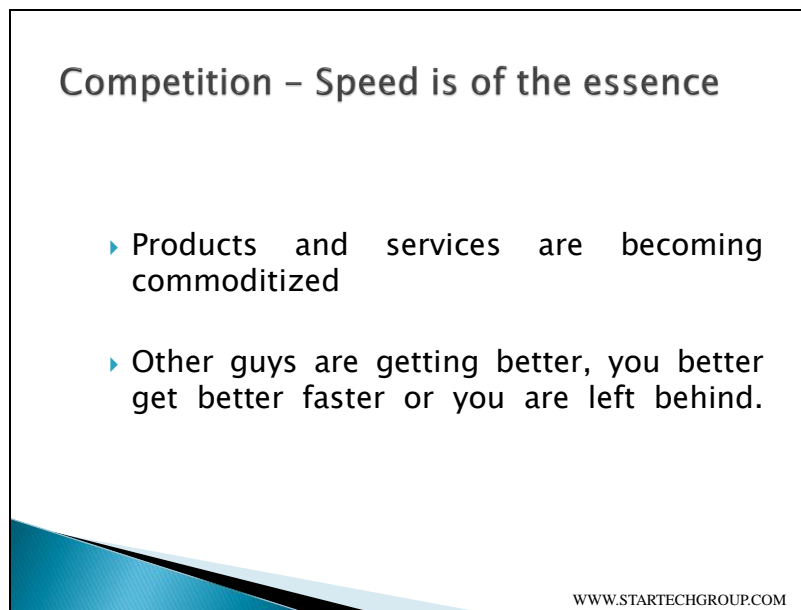 Competition – Speed is of the essence
Products and services are becoming
commoditized
Other guys are getting better, you better
get better faster or you are left behind.
WWW.STARTECHGROUP.COM